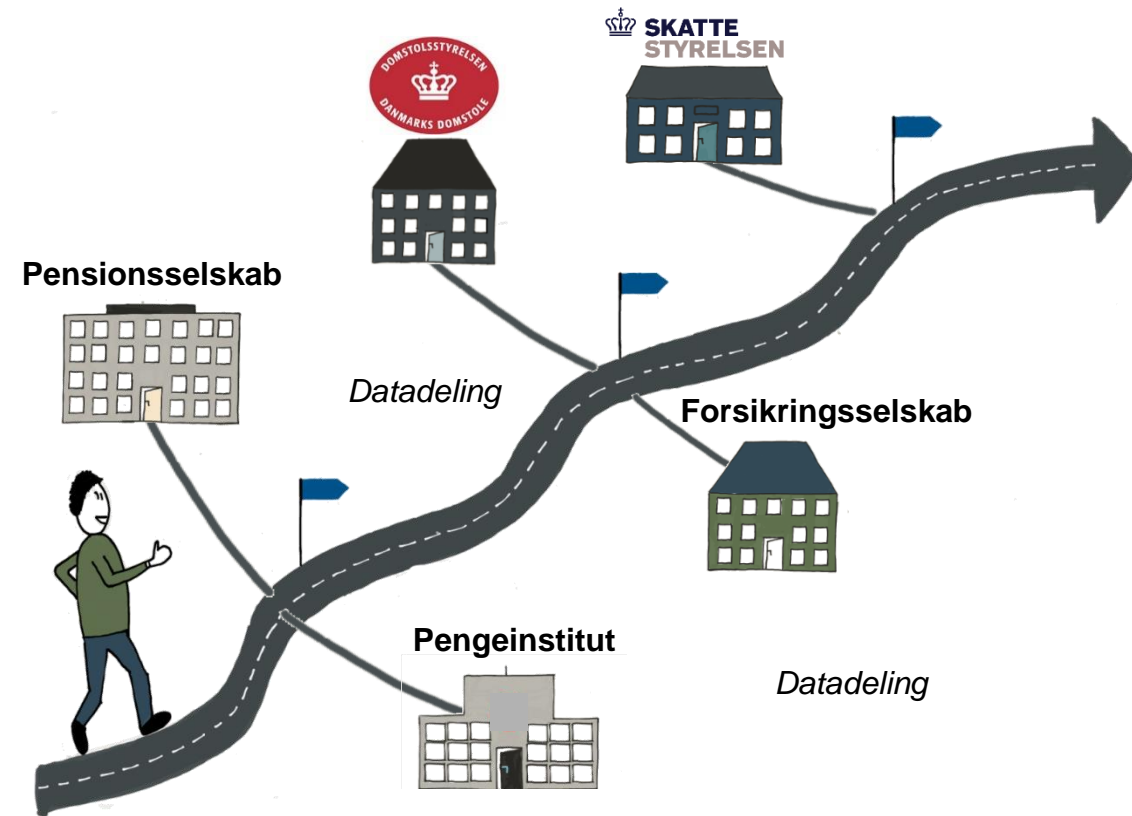 SKATTE
STYRELSEN
DOMSTOLSSTYRELSEN
DANMARKS DOMSTOLE
Pensionsselskab
Datadeling
Forsikringsselskab
Pengeinstitut
Datadeling